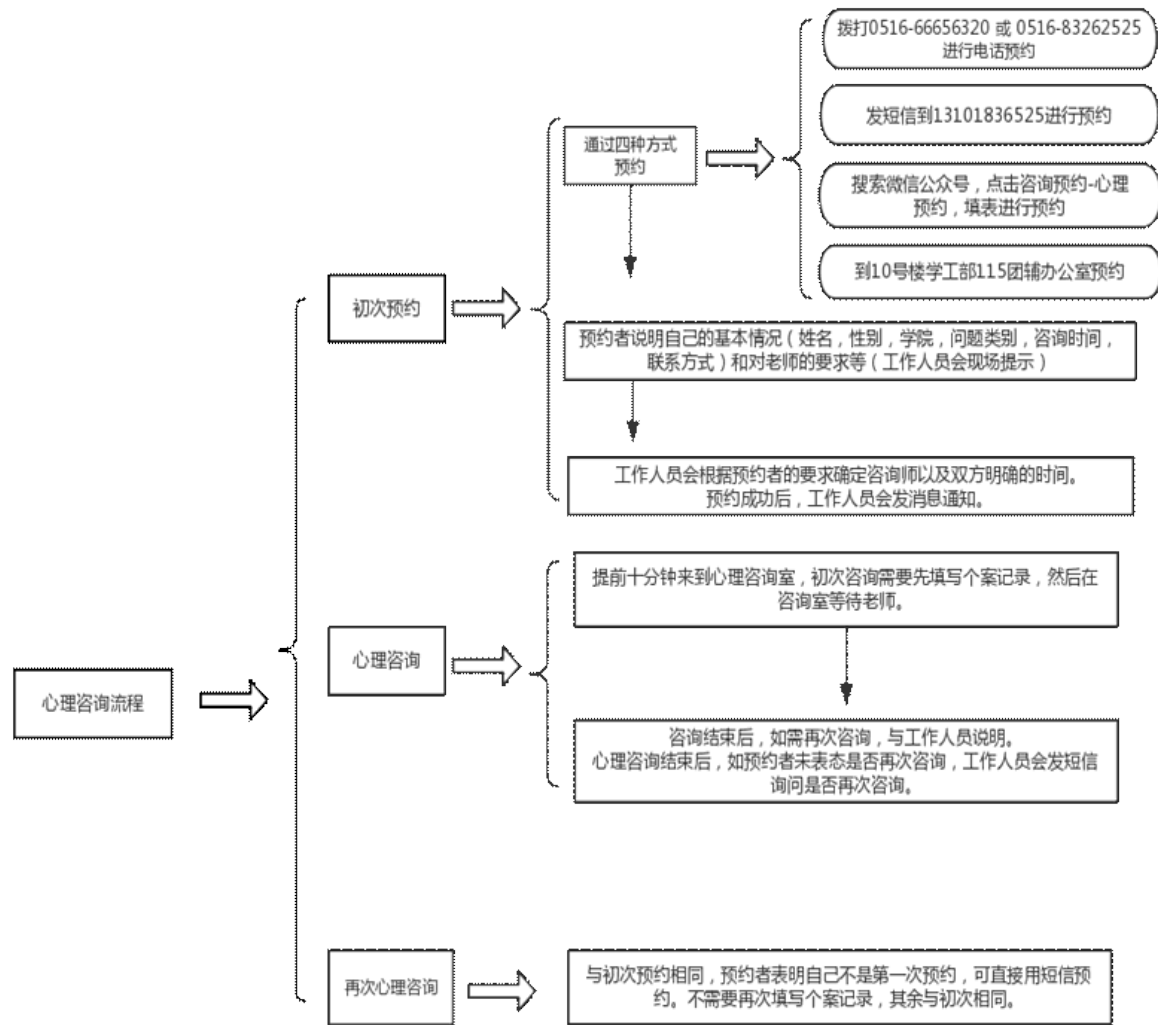 心理咨询流程
初次预约
通过四种方式
预约
拨打0516-66656320 或 0516-83262525
进行电话预约
发短信到13101836525进行预约
搜索微信公众号，点击咨询预约-心理
预约，填表进行预约
到10号楼学工部115团辅办公室预约
预约者说明自己的基本情况（姓名，性别，学院，问题类别，咨询时间，
联系方式）和对老师的要求等（工作人员会现场提示）
工作人员会根据预约者的要求确定咨询师以及双方明确的时间。
预约成功后，工作人员会发消息通知。
心理咨询
提前十分钟来到心理咨询室，初次咨询需要先填写个案记录，然后在
咨询室等待老师。
咨询结束后，如需再次咨询，与工作人员说明。
心理咨询结束后，如预约者未表态是否再次咨询，工作人员会发短信
询问是否再次咨询。
再次心理咨询
与初次预约相同，预约者表明自己不是第一次预约，可直接用短信预
约。不需要再次填写个案记录，其余与初次相同。